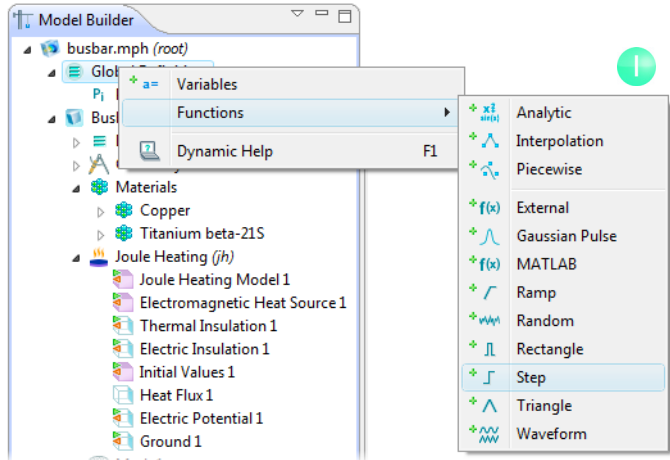 Model Builder
busbar.mph (root)
Variables
Functions
Dynamic Help F1
Materials
Copper
Titanium beta-21S
Joule Heating (jh)
Joule Heating Model 1
Electromagnetic Heat Source 1
Thermal Insulation 1
Electric Insulation 1
Initial Values 1
Heat Flux 1
Electric Potential 1
Ground 1
Analytic
Interpolation
Piecewise
External
Gaussian Pulse
MATLAB
Ramp
Random
Rectangle
Step
Triangle
Waveform